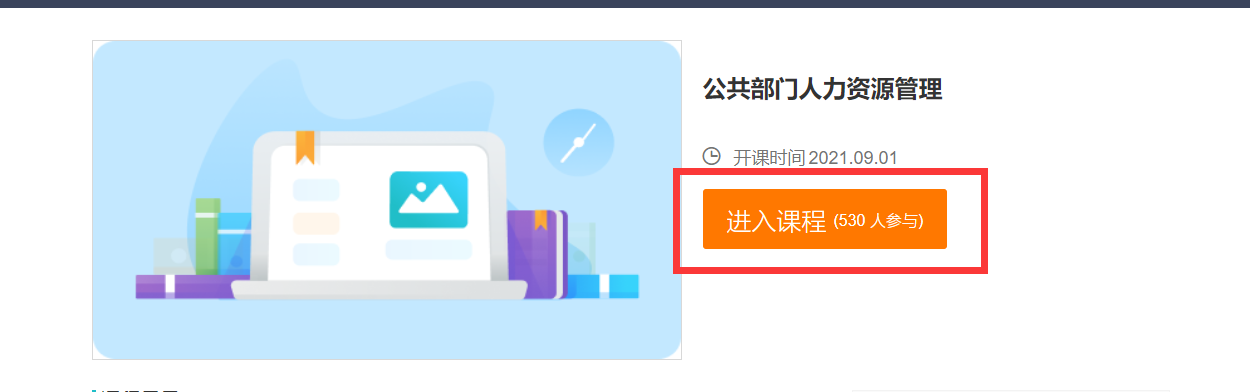 公共部门人力资源管理
开课时间 2021.09.01
进入课程 (530 人参与)